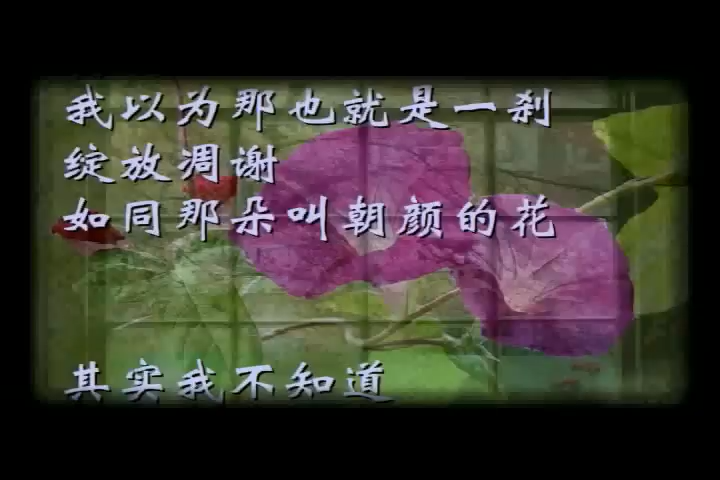 我以为那也就是一刹
绽放凋谢
如同那朵叫朝颜的花
其实我不知道